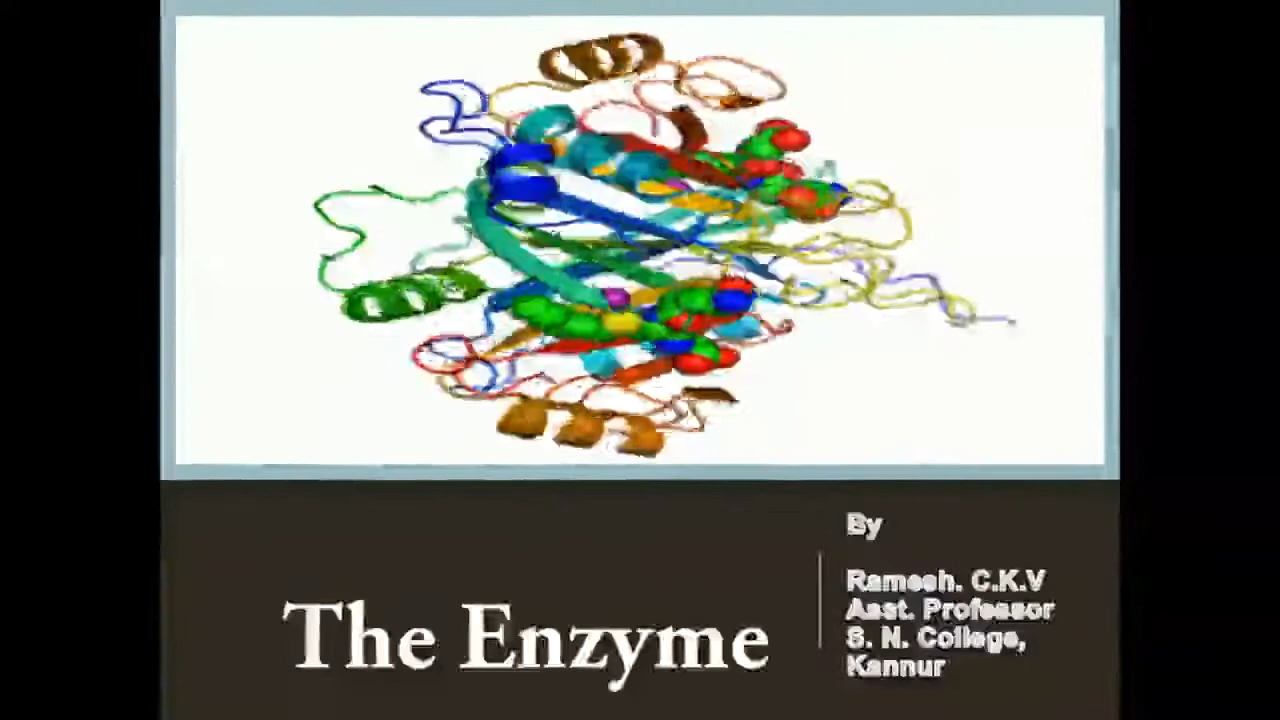 The Enzyme
By
Ramesh. C.K.V
Asst. Professor
S. N. College,
Kannur